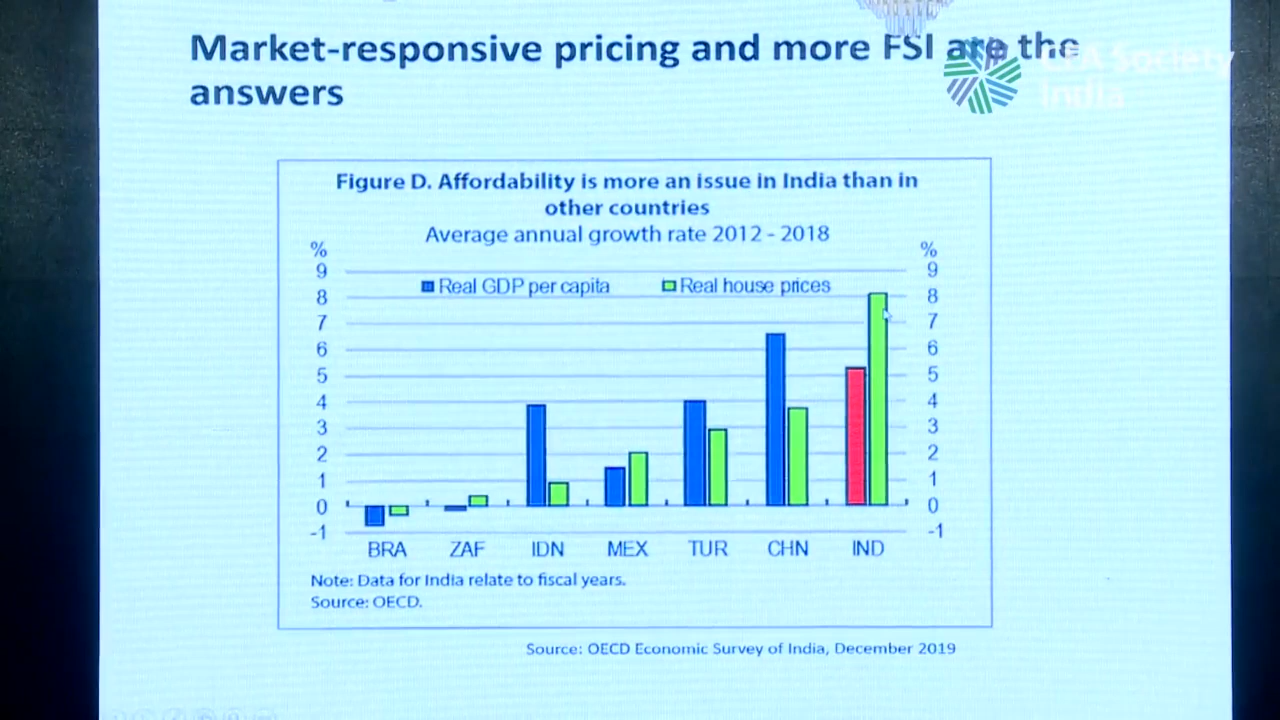 Market-responsive pricing and more FSI are the
answers
CFA Society
India
Figure D. Affordability is more an issue in India than in
other countries
Average annual growth rate 2012 - 2018
% %
Real GDP per capita Real house prices
9 9
8 8
7 7
6 6
5 5
4 4
3 3
2 2
1 1
0 0
-1 -1
BRA ZAF IDN MEX TUR CHN IND
Note: Data for India relate to fiscal years.
Source: OECD.
Source: OECD Economic Survey of India, December 2019